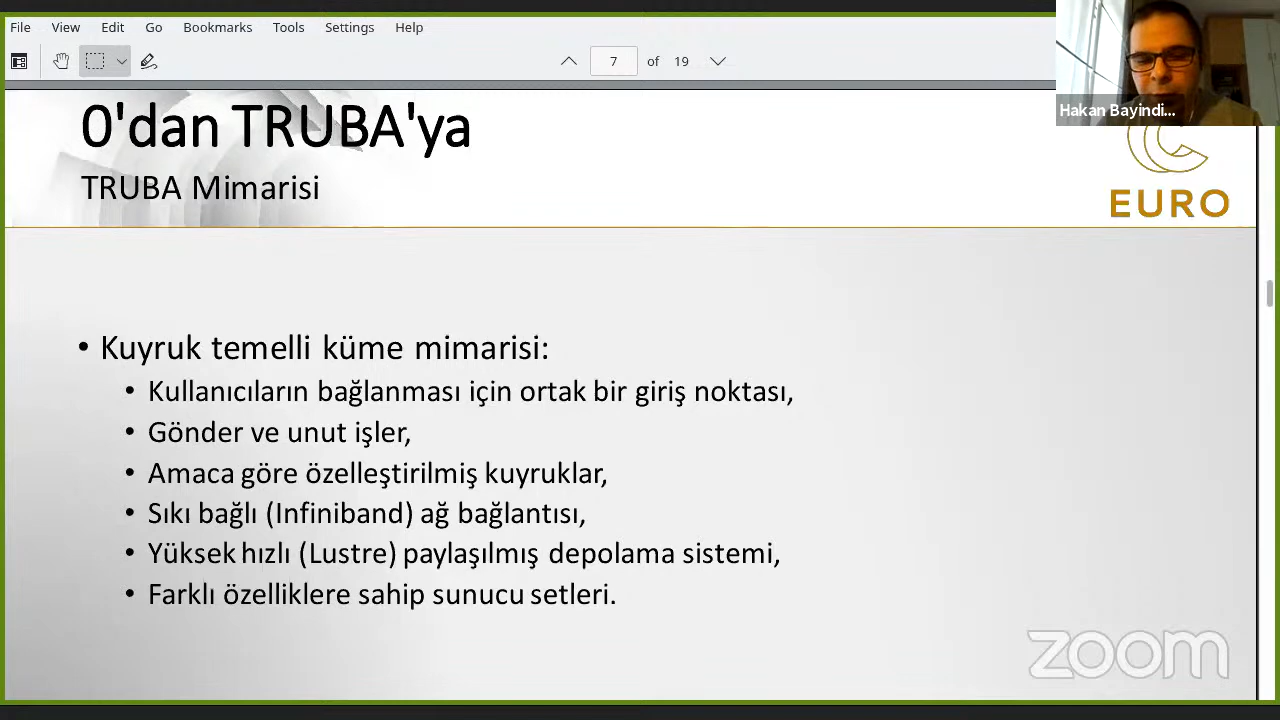 File View Edit Go Bookmarks Tools Settings Help
7 of 19
Hakan Bayindi...
0'dan TRUBA'ya
TRUBA Mimarisi
EURO
• Kuyruk temelli küme mimarisi:
• Kullanıcıların bağlanması için ortak bir giriş noktası,
• Gönder ve unut işler,
• Amaca göre özelleştirilmiş kuyruklar,
• Sıkı bağlı (Infiniband) ağ bağlantısı,
• Yüksek hızlı (Lustre) paylaşılmış depolama sistemi,
• Farklı özelliklere sahip sunucu setleri.
zoom